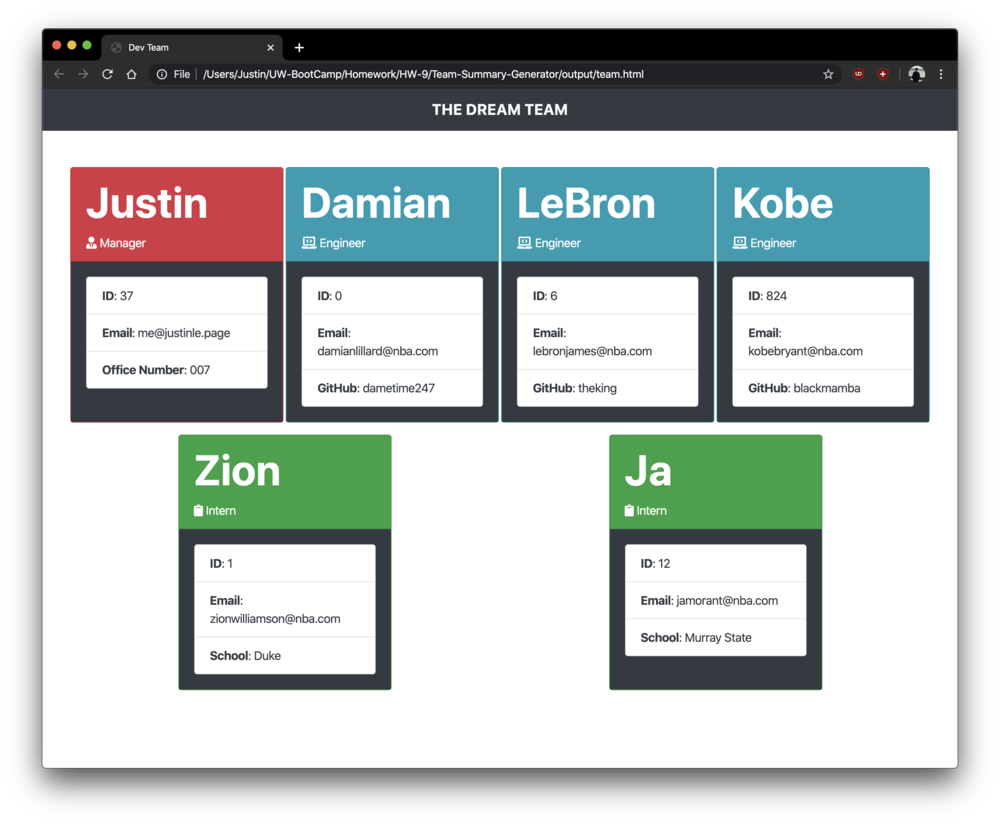 Dev Team
File
/Users/Justin/UW-BootCamp/Homework/HW-9/Team-Summary-Generator/output/team.html
THE DREAM TEAM
Justin
Manager
ID: 37
Email: me@justinle.page
Office Number: 007
Damian
Engineer
ID: 0
Email:
damianlillard@nba.com
GitHub: dametime247
LeBron
Engineer
ID: 6
Email:
lebronjames@nba.com
GitHub: theking
Kobe
Engineer
ID: 824
Email:
kobebryant@nba.com
GitHub: blackmamba
Zion
Intern
ID: 1
Email:
zionwilliamson@nba.com
School: Duke
Ja
Intern
ID: 12
Email: jamorant@nba.com
School: Murray State